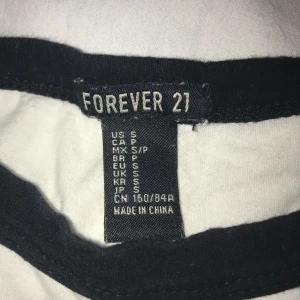 FOREVER 21
US S
CA P
MX S/P
BR P
EU S
UK S
KR S
JP S
CN 160/84A
MADE IN CHINA